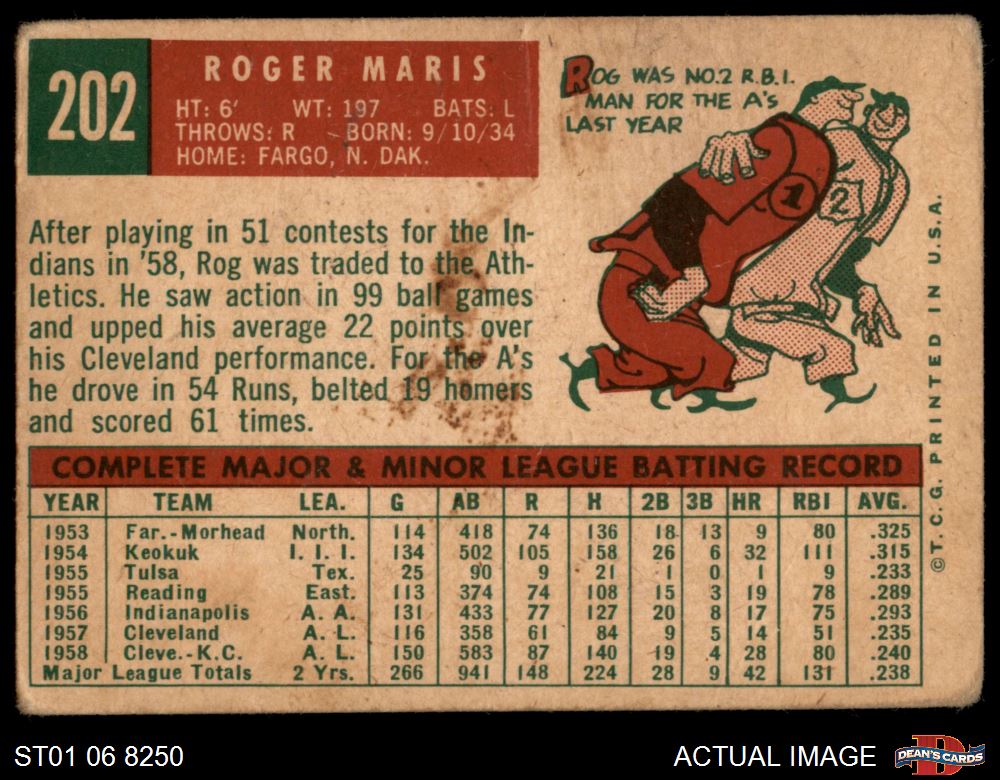 202
ROGER MARIS
HT: 6' WT: 197 BATS: L
THROWS: R BORN: 9/10/34
HOME: FARGO, N. DAK.
ROG WAS NO.2 R.B.I.
MAN FOR THE A'S
LAST YEAR
1
2
After playing in 51 contests for the In-
dians in '58, Rog was traded to the Ath-
letics. He saw action in 99 ball games
and upped his average 22 points over
his Cleveland performance. For the A's
he drove in 54 Runs, belted 19 homers
and scored 61 times.
COMPLETE MAJOR & MINOR LEAGUE BATTING RECORD
YEAR TEAM LEA. G AB R H 2B 3B HR RBI AVG.
1953 Far.-Morhead North. 114 418 74 136 18 13 9 80 .325
1954 Keokuk I. I. I. 134 502 105 158 26 6 32 111 .315
1955 Tulsa Tex. 25 90 9 21 1 0 1 9 .233
1955 Reading East. 113 374 74 108 15 3 19 78 .289
1956 Indianapolis A. A. 131 433 77 127 20 8 17 75 .293
1957 Cleveland A. L. 116 358 61 84 9 5 14 51 .235
1958 Cleve.-K.C. A. L. 150 583 87 140 19 4 28 80 .240
Major League Totals 2 Yrs. 266 941 148 224 28 9 42 131 .238
© T. C. G. PRINTED IN U.S.A.
ST01 06 8250
ACTUAL IMAGE
D
DEAN'S CARDS